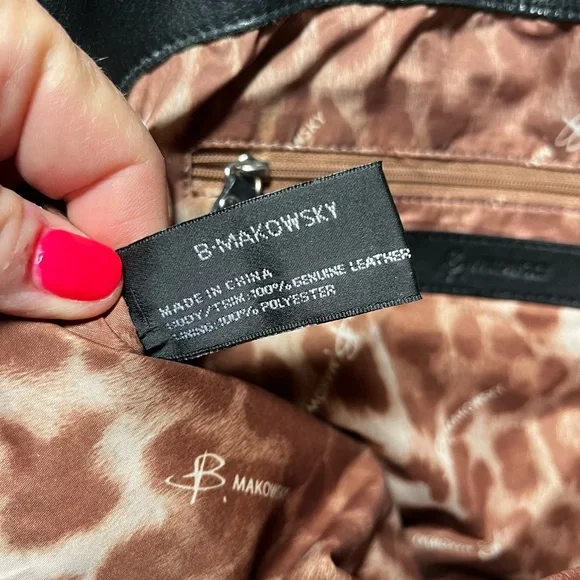 B-MAKOWSKY
MADE IN CHINA
BODY/TRIM:100% GENUINE LEATHER
LINING:100% POLYESTER
B. MAKOWSKY